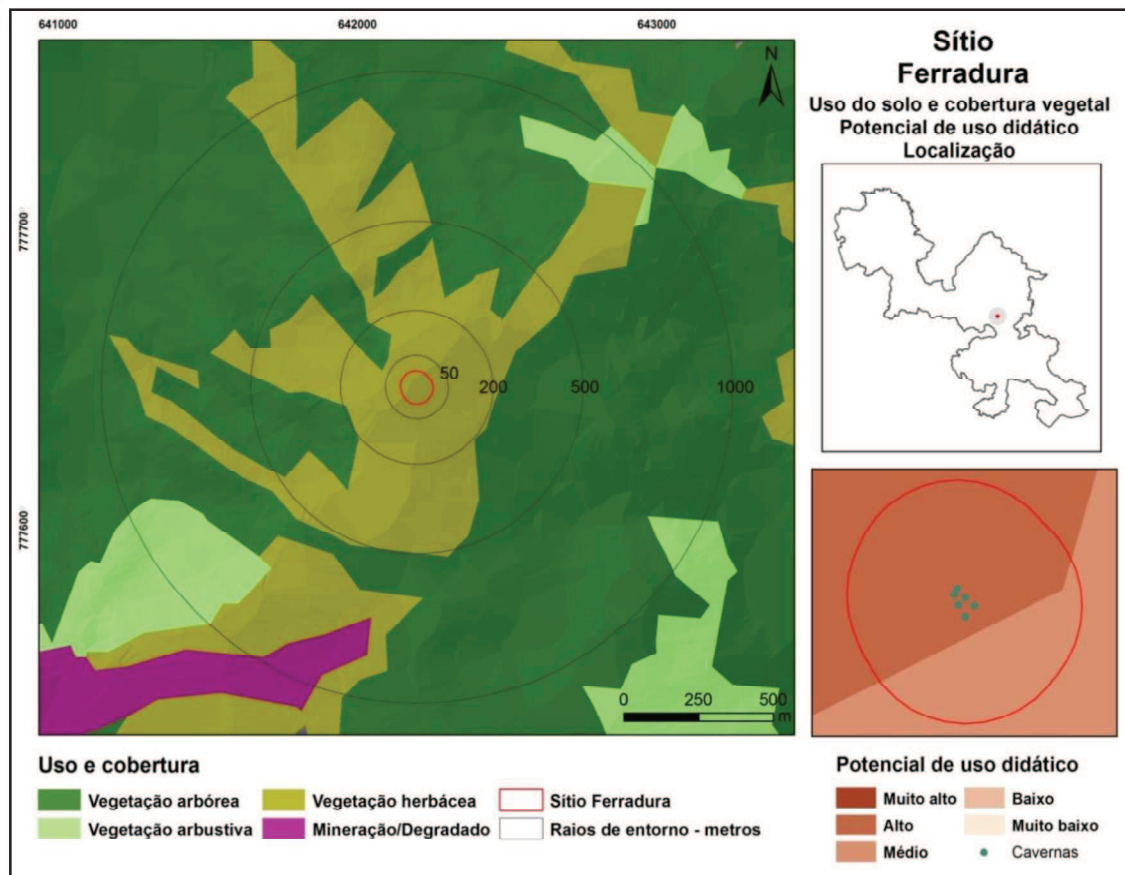 641000
642000
643000
777700
777600
N
50
200
500
1000
0
250
500
m
Sítio
Ferradura
Uso do solo e cobertura vegetal
Potencial de uso didático
Localização
Uso e cobertura
Vegetação arbórea
Vegetação herbácea
Sítio Ferradura
Vegetação arbustiva
Mineração/Degradado
Raios de entorno - metros
Potencial de uso didático
Muito alto
Baixo
Alto
Muito baixo
Médio
Cavernas